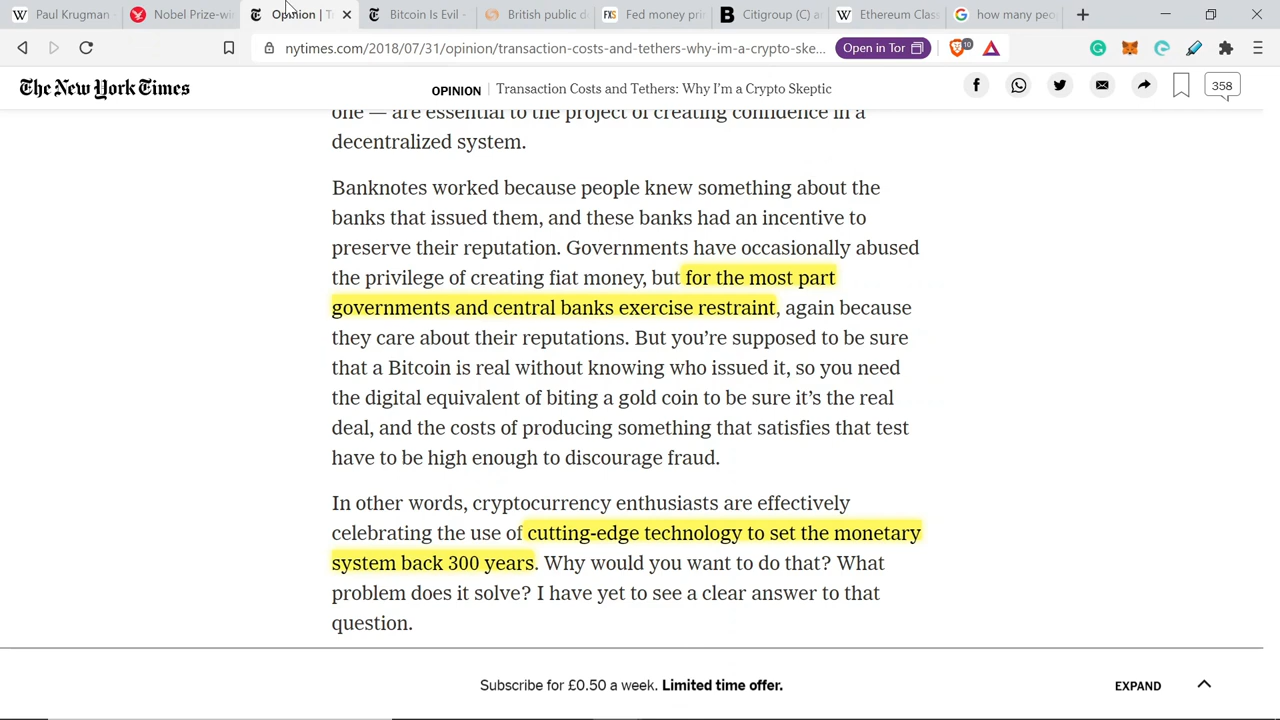 Paul Krugman
Nobel Prize-win
Opinion | Tr
Bitcoin Is Evil -
British public d
Fed money pri
Citigroup (C) a
Ethereum Class
how many peo
nytimes.com/2018/07/31/opinion/transaction-costs-and-tethers-why-im-a-crypto-ske...
Open in Tor
10
The New York Times
OPINION | Transaction Costs and Tethers: Why I'm a Crypto Skeptic
358
one — are essential to the project of creating confidence in a
decentralized system.
Banknotes worked because people knew something about the
banks that issued them, and these banks had an incentive to
preserve their reputation. Governments have occasionally abused
the privilege of creating fiat money, but for the most part
governments and central banks exercise restraint, again because
they care about their reputations. But you're supposed to be sure
that a Bitcoin is real without knowing who issued it, so you need
the digital equivalent of biting a gold coin to be sure it's the real
deal, and the costs of producing something that satisfies that test
have to be high enough to discourage fraud.
In other words, cryptocurrency enthusiasts are effectively
celebrating the use of cutting-edge technology to set the monetary
system back 300 years. Why would you want to do that? What
problem does it solve? I have yet to see a clear answer to that
question.
Subscribe for £0.50 a week. Limited time offer.
EXPAND